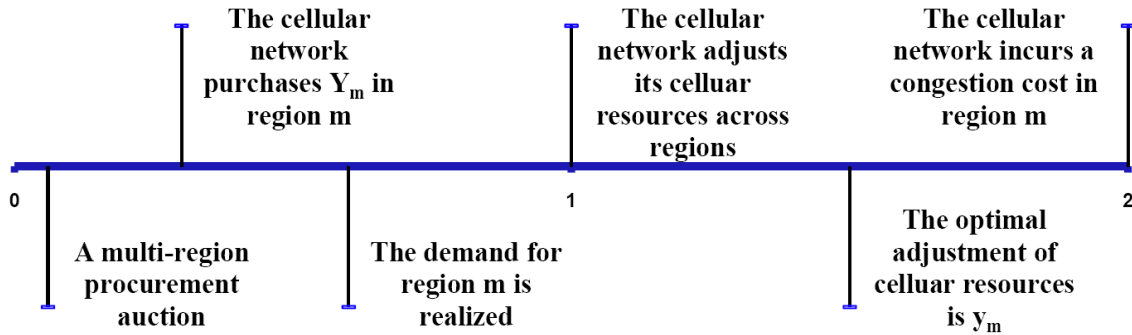 The cellular
network
purchases Y_m in
region m
The cellular
network adjusts
its celluar
resources across
regions
The cellular
network incurs a
congestion cost in
region m
0
1
2
A multi-region
procurement
auction
The demand for
region m is
realized
The optimal
adjustment of
celluar resources
is y_m